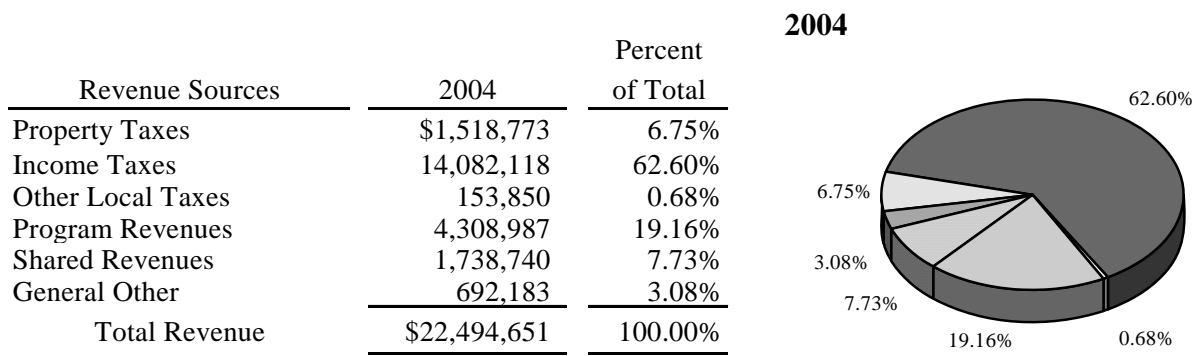 2004
Percent
Revenue Sources 2004 of Total
Property Taxes $1,518,773 6.75%
Income Taxes 14,082,118 62.60%
Other Local Taxes 153,850 0.68%
Program Revenues 4,308,987 19.16%
Shared Revenues 1,738,740 7.73%
General Other 692,183 3.08%
Total Revenue $22,494,651 100.00%
62.60%
6.75%
3.08%
7.73%
19.16%
0.68%